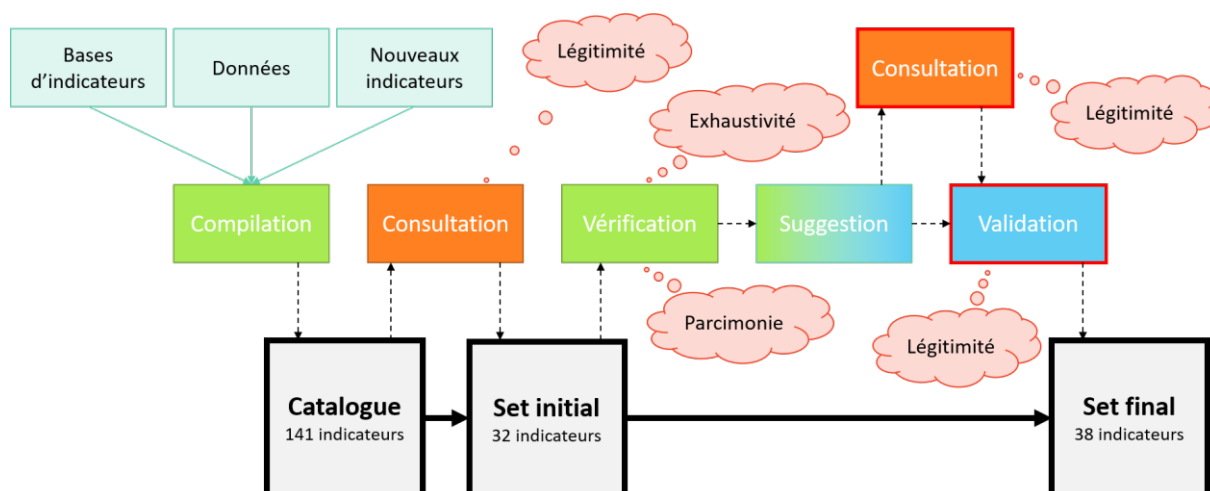 Bases
d’indicateurs
Données
Nouveaux
indicateurs
Légitimité
Consultation
Exhaustivité
Légitimité
Compilation
Consultation
Vérification
Suggestion
Validation
Parcimonie
Légitimité
Catalogue
141 indicateurs
Set initial
32 indicateurs
Set final
38 indicateurs